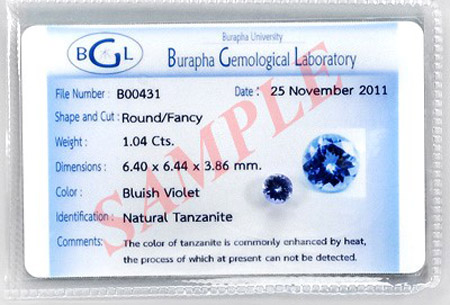 Burapha University
BGL Burapha Gemological Laboratory
File Number : B00431 Date : 25 November 2011
Shape and Cut : Round/Fancy
Weight : 1.04 Cts.
Dimensions : 6.40 x 6.44 x 3.86 mm.
Color : Bluish Violet
Identification : Natural Tanzanite
Comments: The color of tanzanite is commonly enhanced by heat,
the process of which at present can not be detected.
SAMPLE